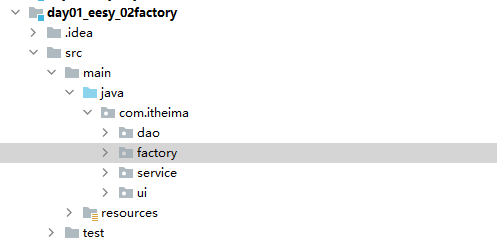 day01_eesy_02factory
.idea
src
main
java
com.itheima
dao
factory
service
ui
resources
test